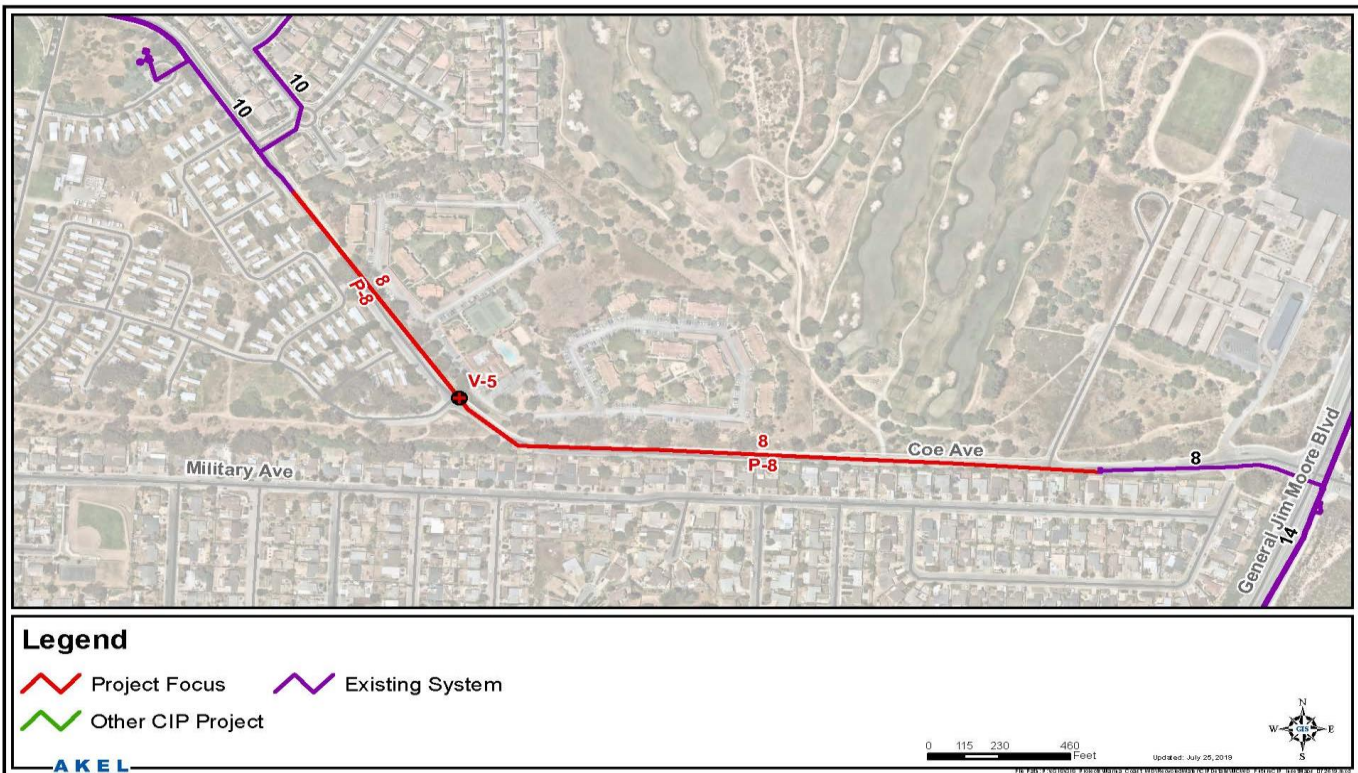 10
10
8
P-8
V-5
8
P-8
Coe Ave
8
Military Ave
General Jim Moore Blvd
14
Legend
Project Focus
Existing System
Other CIP Project
N
W
GIS
E
S
0 115 230 460
Feet
Updated: July 25, 2019
AKEL